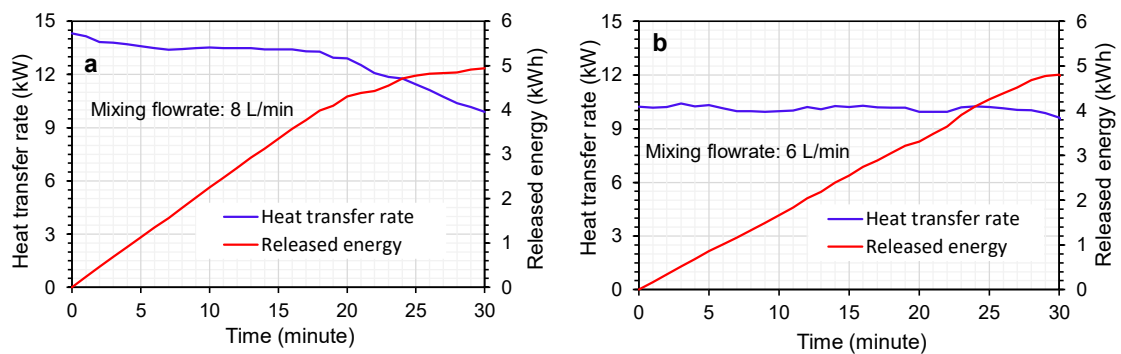 a
Mixing flowrate: 8 L/min
Heat transfer rate
Released energy
Heat transfer rate (kW)
15
12
9
6
3
0
Released energy (kWh)
6
5
4
3
2
1
0
0 5 10 15 20 25 30
Time (minute)
b
Mixing flowrate: 6 L/min
Heat transfer rate
Released energy
Heat transfer rate (kW)
15
12
9
6
3
0
Released energy (kWh)
6
5
4
3
2
1
0
0 5 10 15 20 25 30
Time (minute)